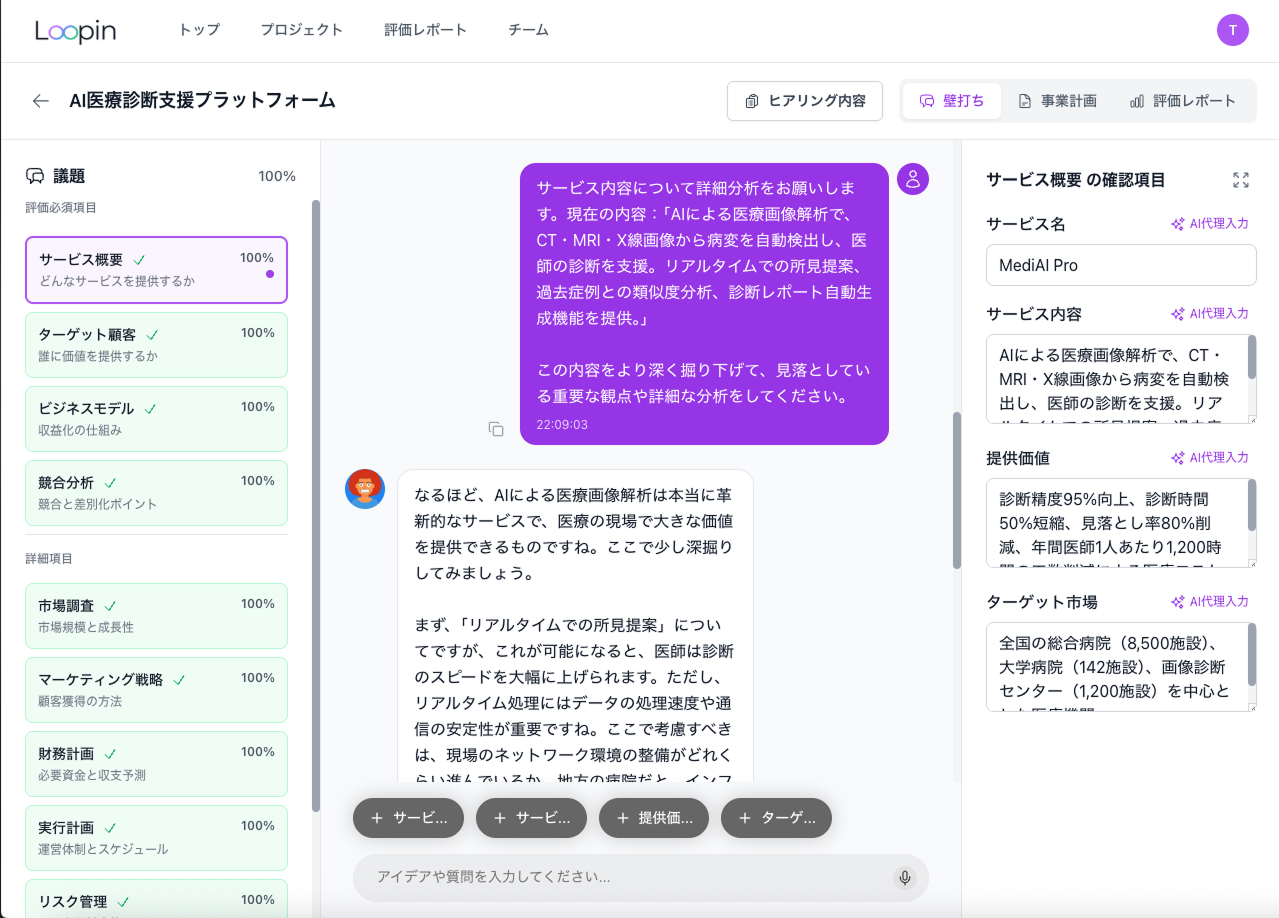 Loopin
トップ
プロジェクト
評価レポート
チーム
T
AI医療診断支援プラットフォーム
ヒアリング内容
壁打ち
事業計画
評価レポート
議題
100%
評価必須項目
サービス概要
100%
どんなサービスを提供するか
ターゲット顧客
100%
誰に価値を提供するか
ビジネスモデル
100%
収益化の仕組み
競合分析
100%
競合と差別化ポイント
詳細項目
市場調査
100%
市場規模と成長性
マーケティング戦略
100%
顧客獲得の方法
財務計画
100%
必要資金と収支予測
実行計画
100%
運営体制とスケジュール
リスク管理
100%
サービス内容について詳細分析をお願いしま
す。現在の内容：「AIによる医療画像解析で、
CT・MRI・X線画像から病変を自動検出し、医
師の診断を支援。リアルタイムでの所見提案、
過去症例との類似度分析、診断レポート自動生
成機能を提供。」
この内容をより深く掘り下げて、見落としてい
る重要な観点や詳細な分析をしてください。
22:09:03
なるほど、AIによる医療画像解析は本当に革
新的なサービスで、医療の現場で大きな価値
を提供できるものですね。ここで少し深掘り
してみましょう。
まず、「リアルタイムでの所見提案」につい
てですが、これが可能になると、医師は診断
のスピードを大幅に上げられます。ただし、
リアルタイム処理にはデータの処理速度や通
信の安定性が重要ですね。ここで考慮すべき
は、現場のネットワーク環境の整備がどれく
らい進んでいるか。地方の病院だと、インフ
サービ...
サービ...
提供価...
ターゲ...
アイデアや質問を入力してください...
サービス概要 の確認項目
サービス名
AI代理入力
MediAI Pro
サービス内容
AI代理入力
AIによる医療画像解析で、CT・
MRI・X線画像から病変を自動検
出し、医師の診断を支援。リア
提供価値
AI代理入力
診断精度95%向上、診断時間
50%短縮、見落とし率80%削
減、年間医師1人あたり1,200時
ターゲット市場
AI代理入力
全国の総合病院（8,500施設）、
大学病院（142施設）、画像診断
センター（1,200施設）を中心と